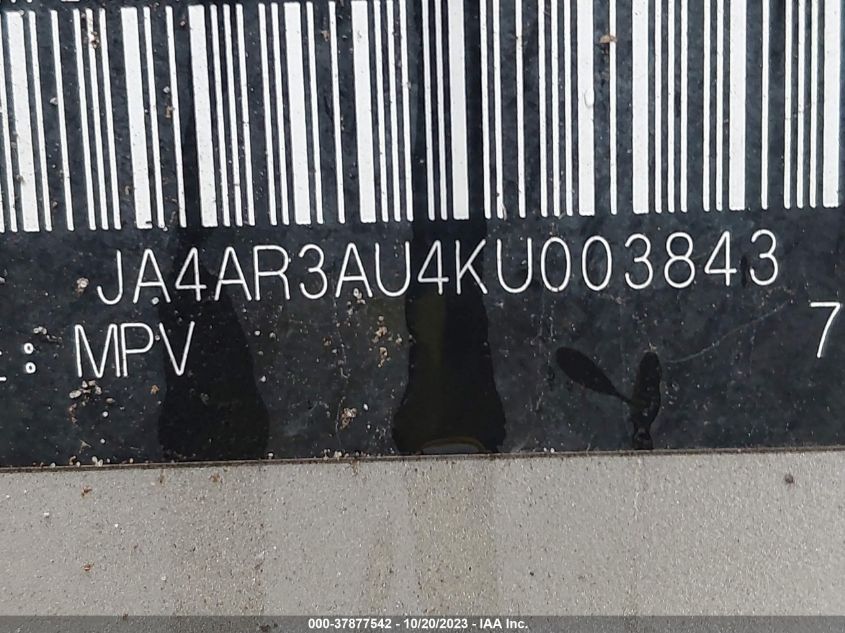 JA4AR3AU4KU003843
: MPV 7
000-37877542 - 10/20/2023 - IAA Inc.